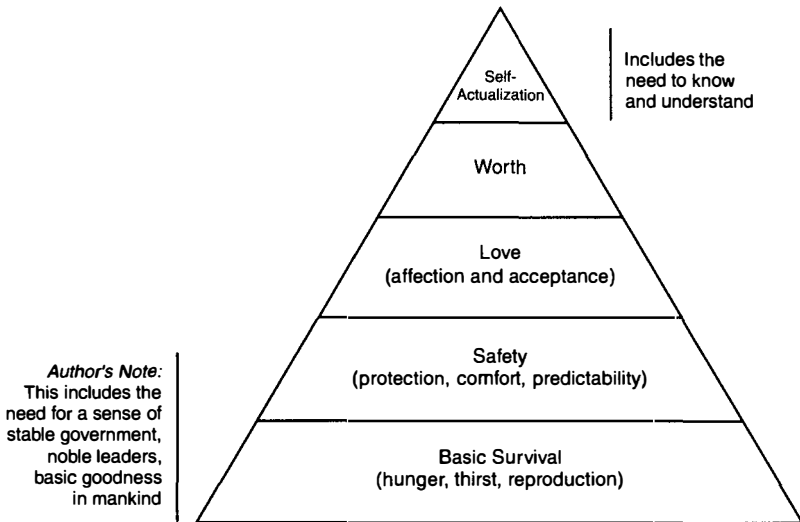 Self-
Actualization
Includes the
need to know
and understand
Worth
Love
(affection and acceptance)
Safety
(protection, comfort, predictability)
Author's Note:
This includes the
need for a sense of
stable government,
noble leaders,
basic goodness
in mankind
Basic Survival
(hunger, thirst, reproduction)